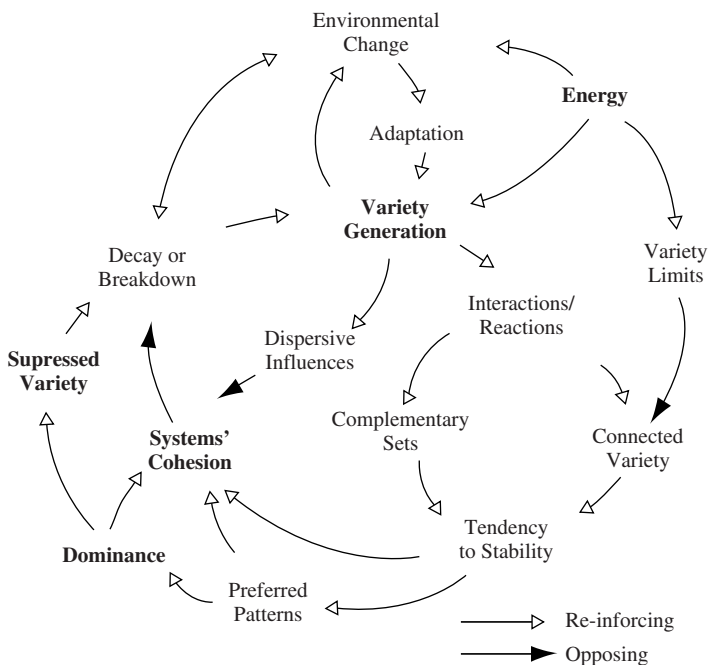 Environmental
Change
Energy
Adaptation
Variety
Generation
Decay or
Breakdown
Variety
Limits
Interactions/
Reactions
Dispersive
Influences
Supressed
Variety
Complementary
Sets
Systems’
Cohesion
Connected
Variety
Tendency
to Stability
Dominance
Preferred
Patterns
Re-inforcing
Opposing